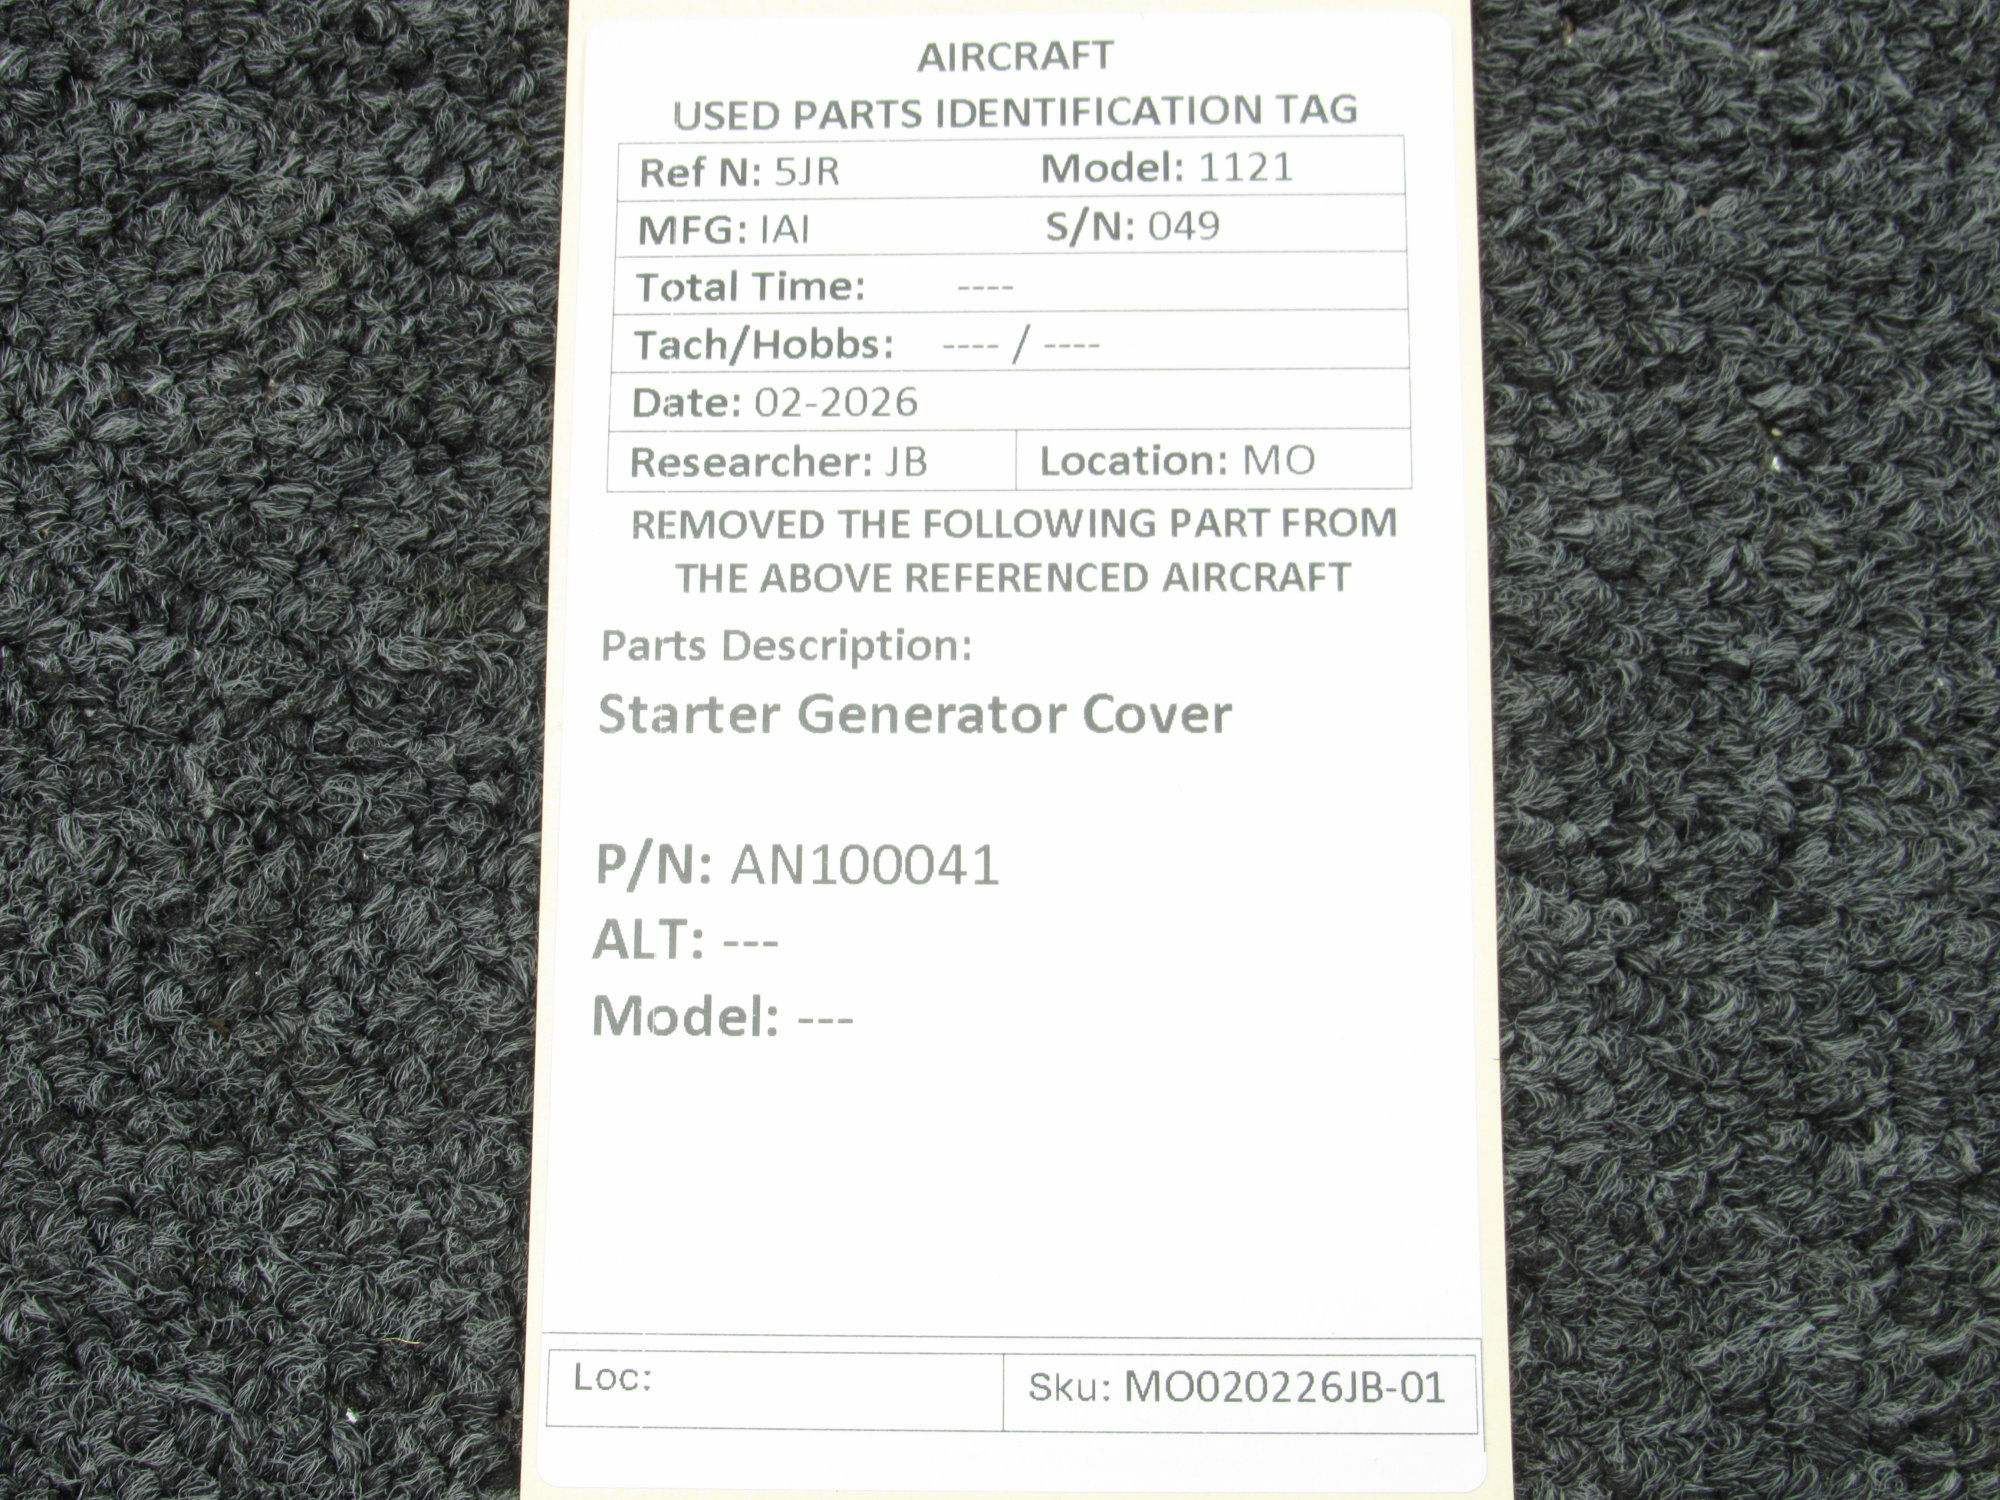 AIRCRAFT
USED PARTS IDENTIFICATION TAG
Ref N: 5JR Model: 1121
MFG: IAI S/N: 049
Total Time: ----
Tach/Hobbs: ---- / ----
Date: 02-2026
Researcher: JB Location: MO
REMOVED THE FOLLOWING PART FROM
THE ABOVE REFERENCED AIRCRAFT
Parts Description:
Starter Generator Cover
P/N: AN100041
ALT: ---
Model: ---
Loc: Sku: MO020226JB-01